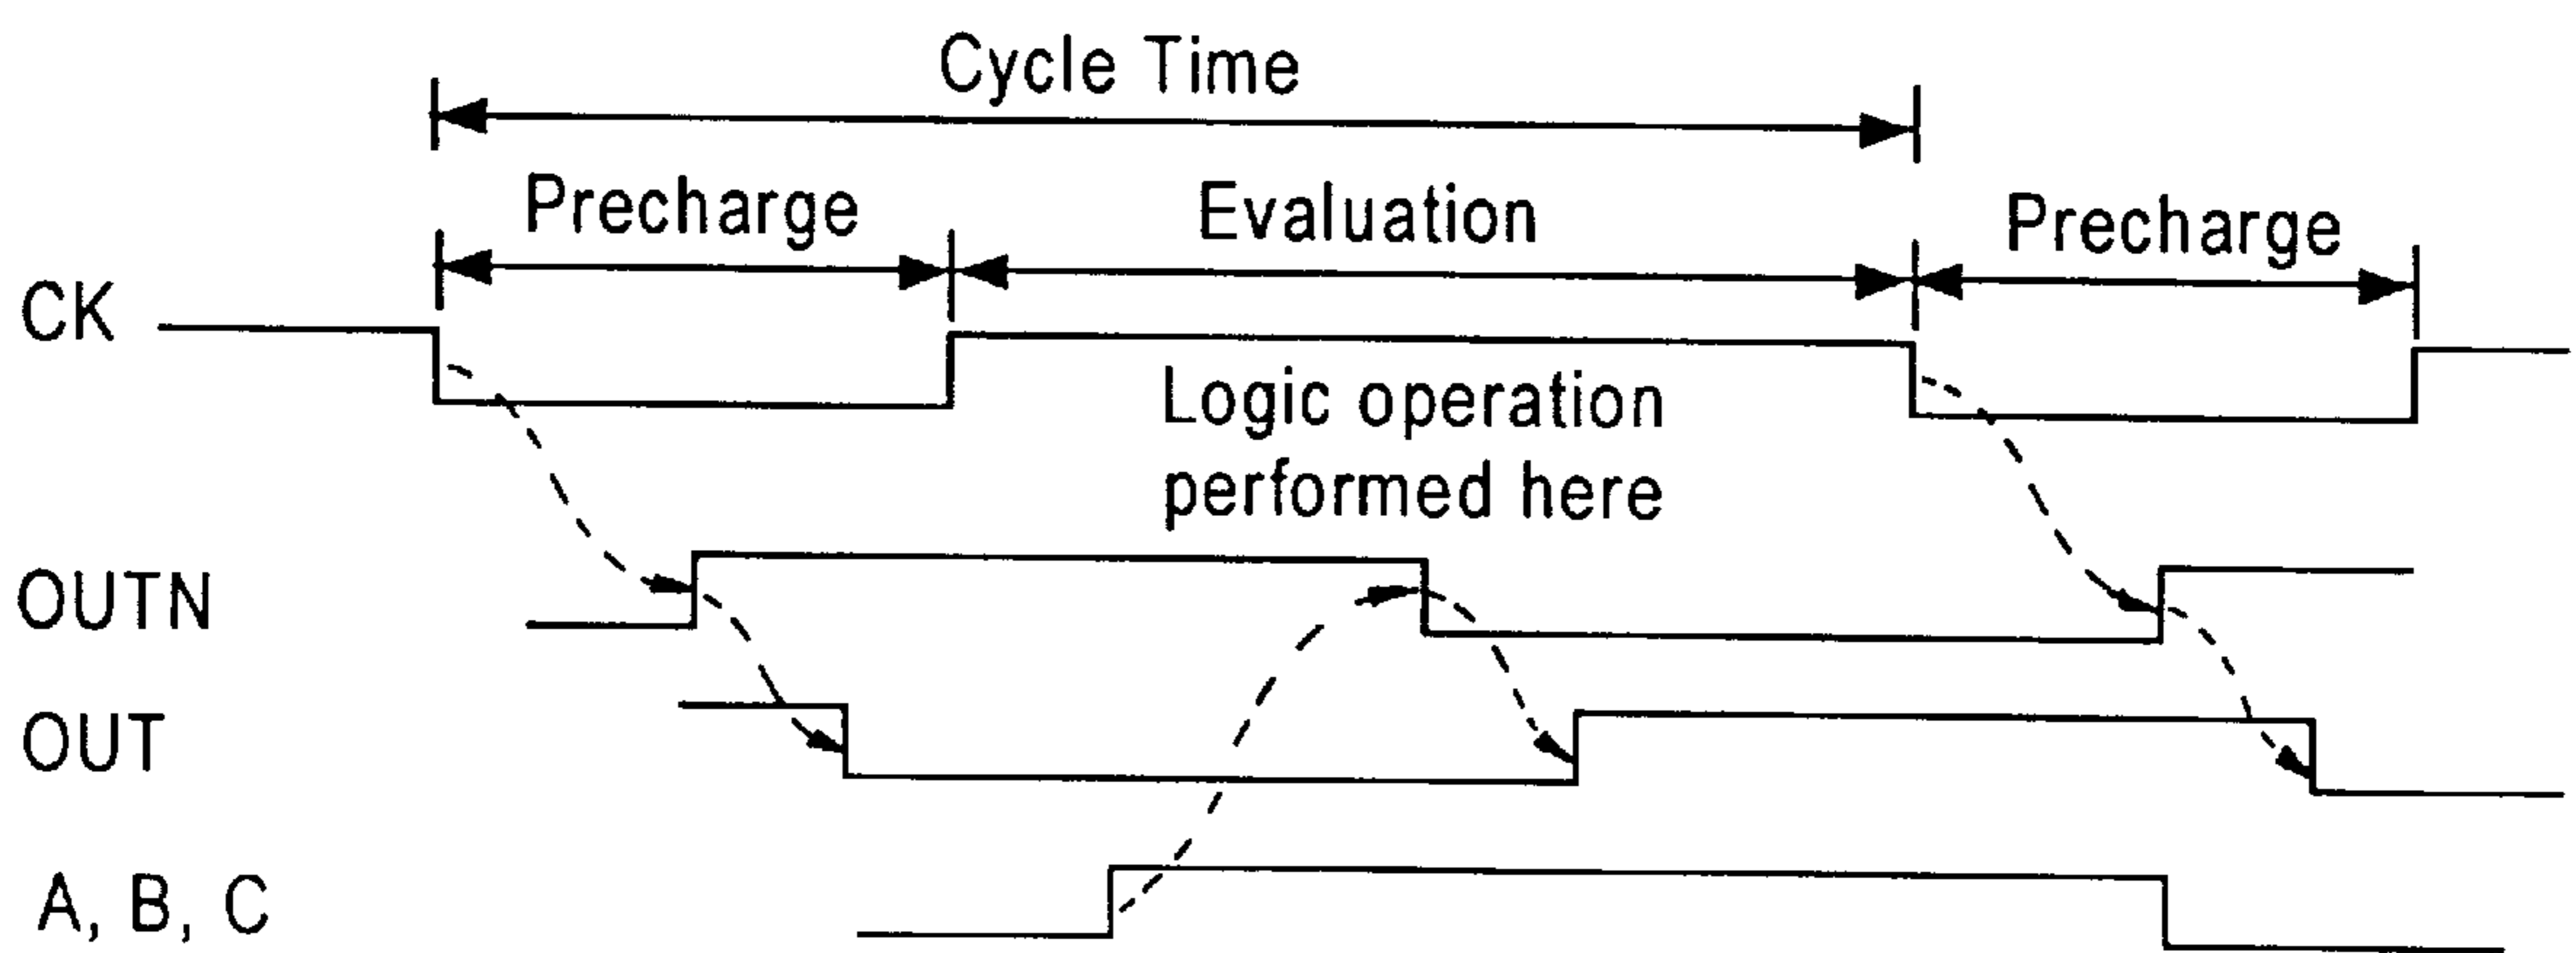 Cycle Time
Precharge
Evaluation
Precharge
CK
Logic operation
performed here
OUTN
OUT
A, B, C